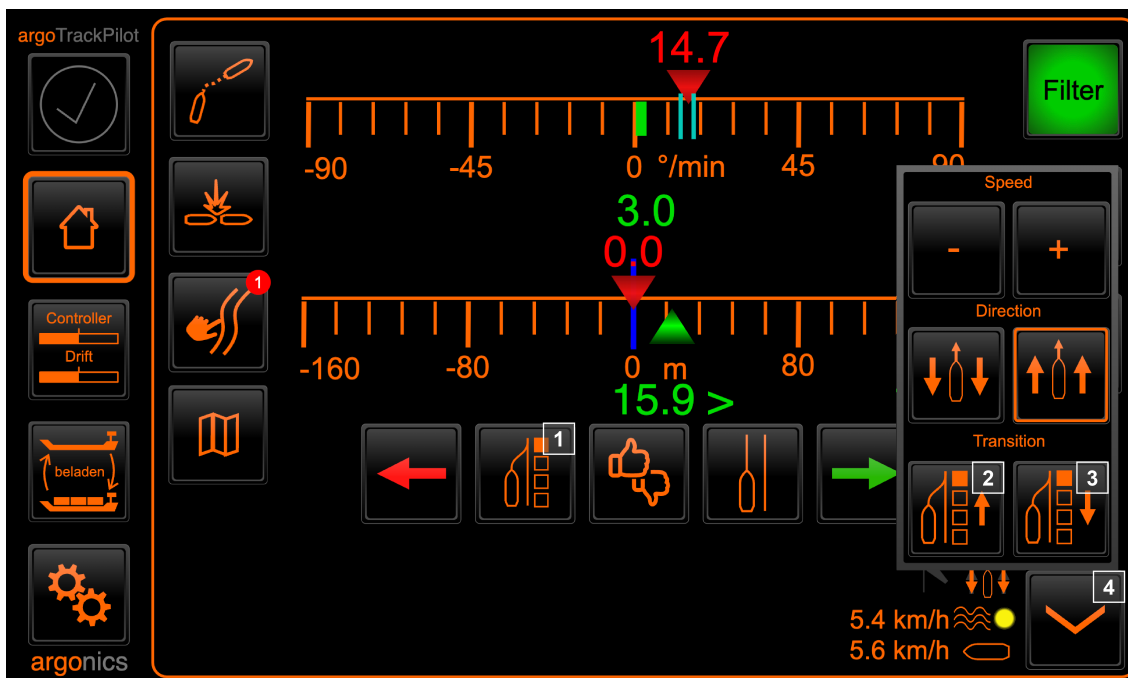 argoTrackPilot
14.7
Filter
-90 -45 0 °/min 45 90
Speed
3.0
- +
0.0
1
Controller
Direction
Drift
-160 -80 0 m 80
15.9 >
Transition
1
2 3
beladen
4
5.4 km/h
5.6 km/h
argonics